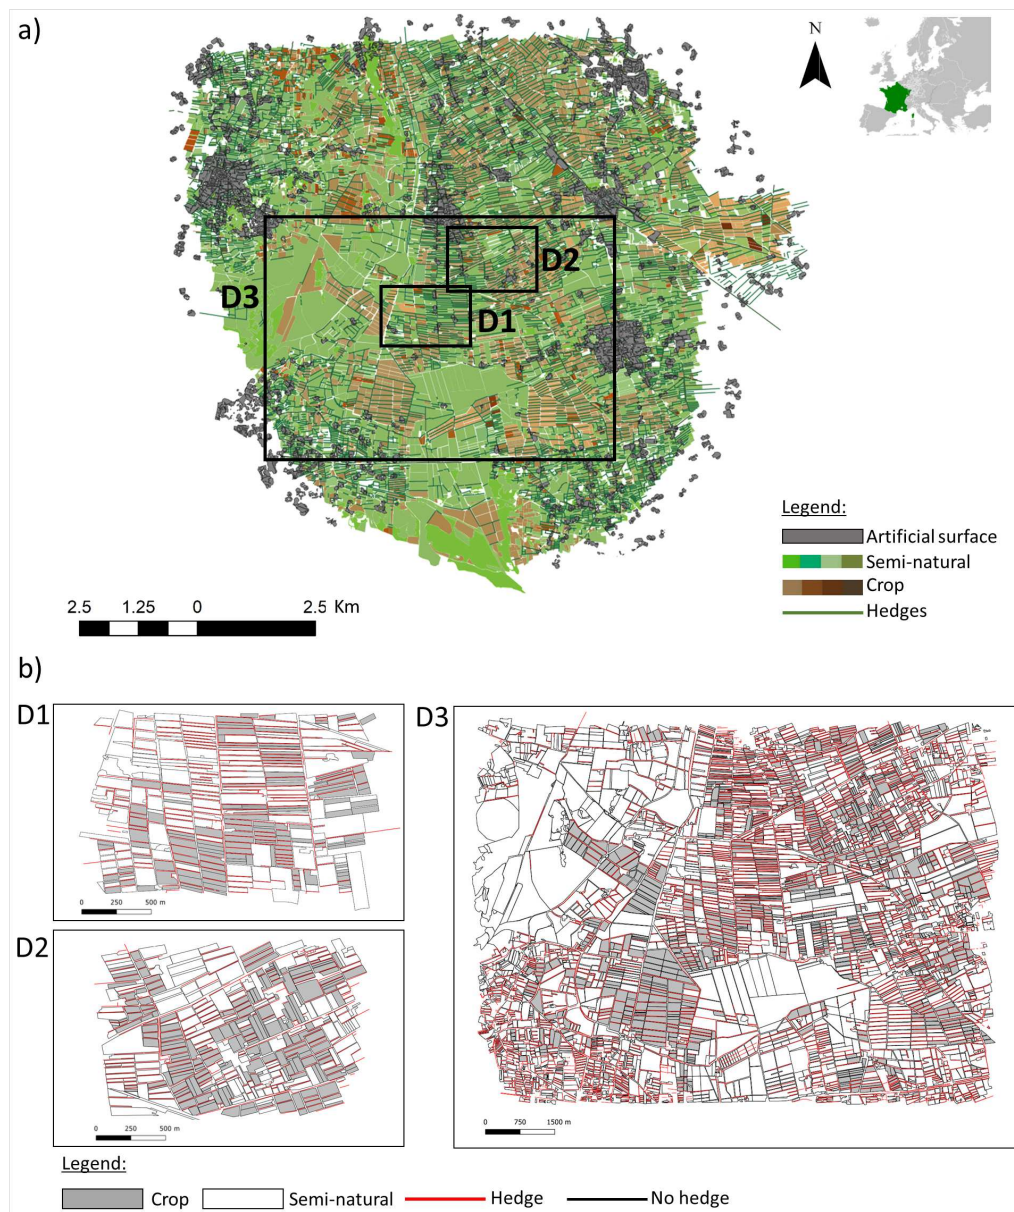 a)
N
D3
D2
D1
Legend:
Artificial surface
Semi-natural
Crop
Hedges
2.5 1.25 0 2.5 Km
b)
D1
0 250 500 m
D2
0 250 500 m
D3
0 750 1500 m
Legend:
Crop Semi-natural Hedge No hedge